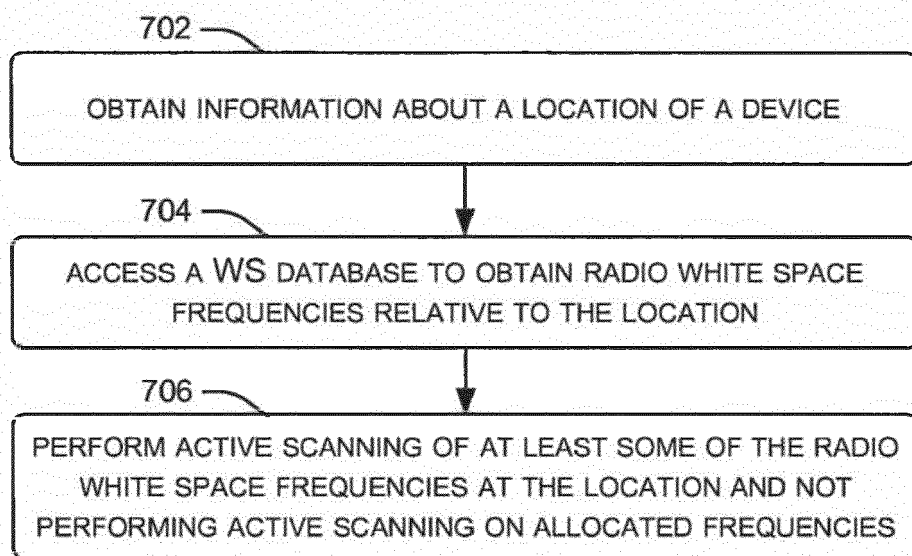 702
OBTAIN INFORMATION ABOUT A LOCATION OF A DEVICE
704
ACCESS A WS DATABASE TO OBTAIN RADIO WHITE SPACE
FREQUENCIES RELATIVE TO THE LOCATION
706
PERFORM ACTIVE SCANNING OF AT LEAST SOME OF THE RADIO
WHITE SPACE FREQUENCIES AT THE LOCATION AND NOT
PERFORMING ACTIVE SCANNING ON ALLOCATED FREQUENCIES